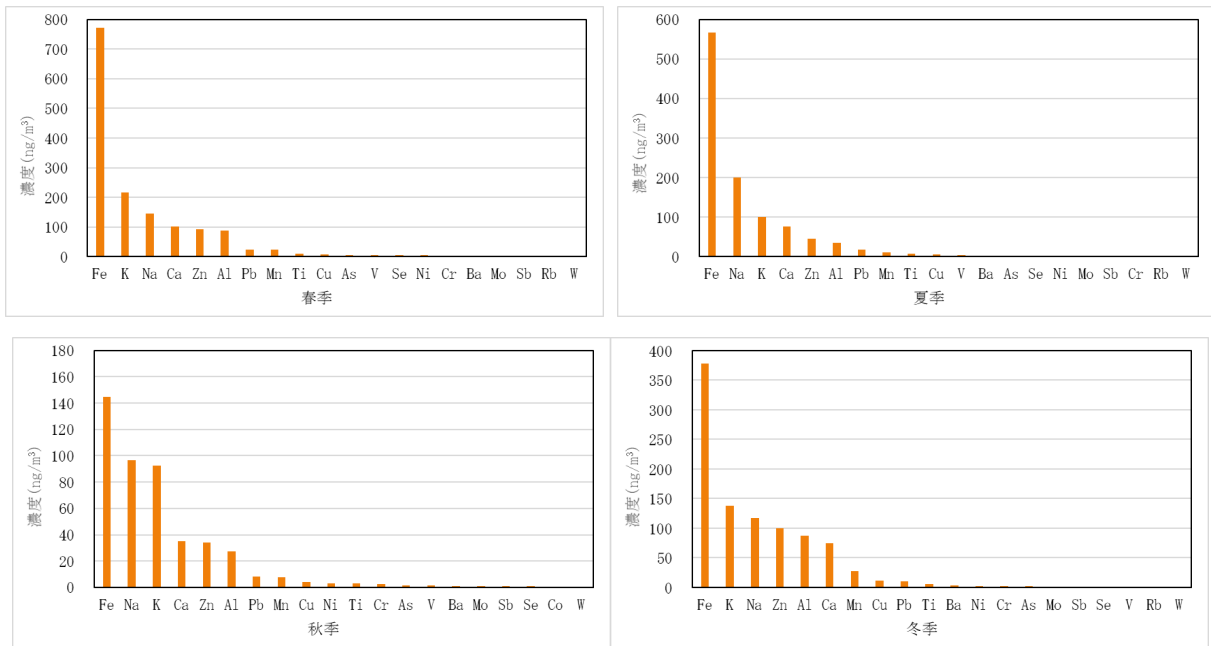 800
700
600
500
400
300
200
100
0
濃度(ng/m³)
Fe K Na Ca Zn Al Pb Mn Ti Cu As V Se Ni Cr Ba Mo Sb Rb W
春季
600
500
400
300
200
100
0
濃度(ng/m³)
Fe Na K Ca Zn Al Pb Mn Ti Cu V Ba As Se Ni Mo Sb Cr Rb W
夏季
180
160
140
120
100
80
60
40
20
0
濃度(ng/m³)
Fe Na K Ca Zn Al Pb Mn Cu Ni Ti Cr As V Ba Mo Sb Se Co W
秋季
400
350
300
250
200
150
100
50
0
濃度(ng/m³)
Fe K Na Zn Al Ca Mn Cu Pb Ti Ba Ni Cr As Mo Sb Se V Rb W
冬季